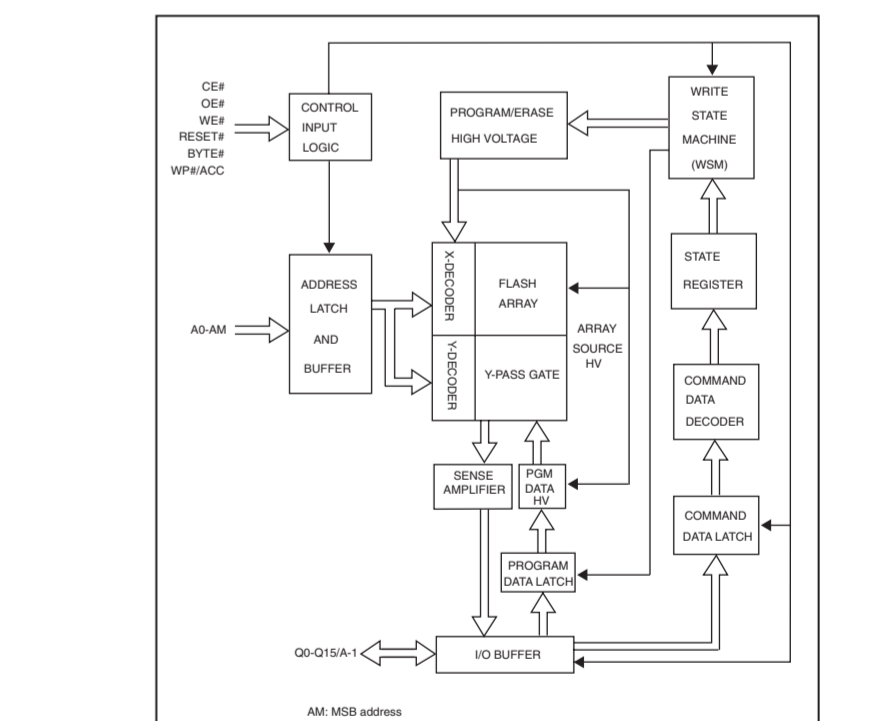 CE#
OE#
WE#
RESET#
BYTE#
WP#/ACC
CONTROL
INPUT
LOGIC
PROGRAM/ERASE
HIGH VOLTAGE
WRITE
STATE
MACHINE
(WSM)
STATE
REGISTER
A0-AM
ADDRESS
LATCH
AND
BUFFER
X-DECODER
FLASH
ARRAY
Y-DECODER
Y-PASS GATE
ARRAY
SOURCE
HV
COMMAND
DATA
DECODER
SENSE
AMPLIFIER
PGM
DATA
HV
COMMAND
DATA LATCH
PROGRAM
DATA LATCH
Q0-Q15/A-1
I/O BUFFER
AM: MSB address